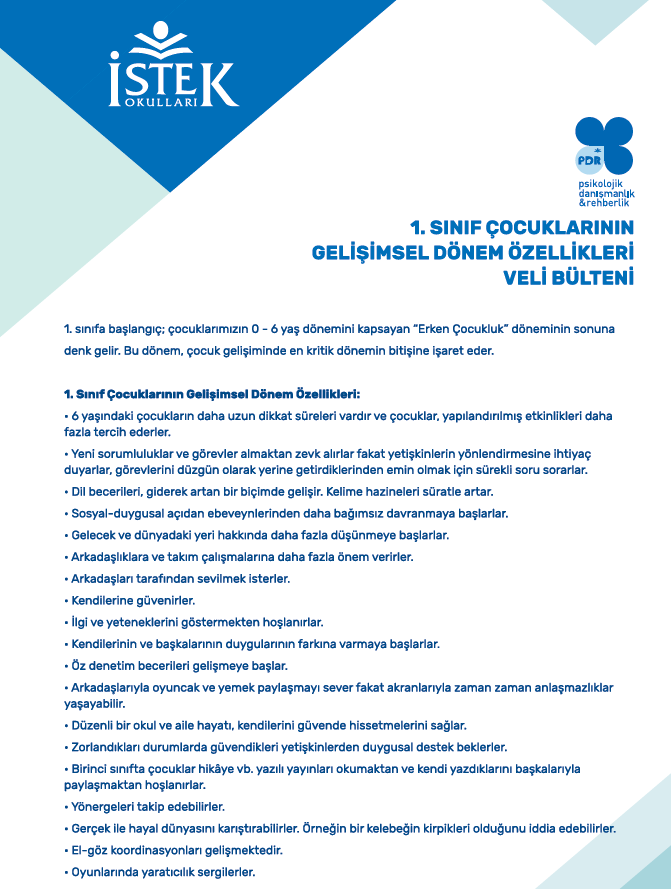 İSTEK
OKULLARI
PDR
psikolojik
danışmanlık
&rehberlik
1. SINIF ÇOCUKLARININ
GELİŞİMSEL DÖNEM ÖZELLİKLERİ
VELİ BÜLTENİ
1. sınıfa başlangıç; çocuklarımızın 0 - 6 yaş dönemini kapsayan “Erken Çocukluk” döneminin sonuna
denk gelir. Bu dönem, çocuk gelişiminde en kritik dönemin bitişine işaret eder.
1. Sınıf Çocuklarının Gelişimsel Dönem Özellikleri:
• 6 yaşındaki çocukların daha uzun dikkat süreleri vardır ve çocuklar, yapılandırılmış etkinlikleri daha
fazla tercih ederler.
• Yeni sorumluluklar ve görevler almaktan zevk alırlar fakat yetişkinlerin yönlendirmesine ihtiyaç
duyarlar, görevlerini düzgün olarak yerine getirdiklerinden emin olmak için sürekli soru sorarlar.
• Dil becerileri, giderek artan bir biçimde gelişir. Kelime hazineleri süratle artar.
• Sosyal-duygusal açıdan ebeveynlerinden daha bağımsız davranmaya başlarlar.
• Gelecek ve dünyadaki yeri hakkında daha fazla düşünmeye başlarlar.
• Arkadaşlıklara ve takım çalışmalarına daha fazla önem verirler.
• Arkadaşları tarafından sevilmek isterler.
• Kendilerine güvenirler.
• İlgi ve yeteneklerini göstermekten hoşlanırlar.
• Kendilerinin ve başkalarının duygularının farkına varmaya başlarlar.
• Öz denetim becerileri gelişmeye başlar.
• Arkadaşlarıyla oyuncak ve yemek paylaşmayı sever fakat akranlarıyla zaman zaman anlaşmazlıklar
yaşayabilir.
• Düzenli bir okul ve aile hayatı, kendilerini güvende hissetmelerini sağlar.
• Zorlandıkları durumlarda güvendikleri yetişkinlerden duygusal destek beklerler.
• Birinci sınıfta çocuklar hikâye vb. yazılı yayınları okumaktan ve kendi yazdıklarını başkalarıyla
paylaşmaktan hoşlanırlar.
• Yönergeleri takip edebilirler.
• Gerçek ile hayal dünyasını karıştırabilirler. Örneğin bir kelebeğin kirpikleri olduğunu iddia edebilirler.
• El-göz koordinasyonları gelişmektedir.
• Oyunlarında yaratıcılık sergilerler.